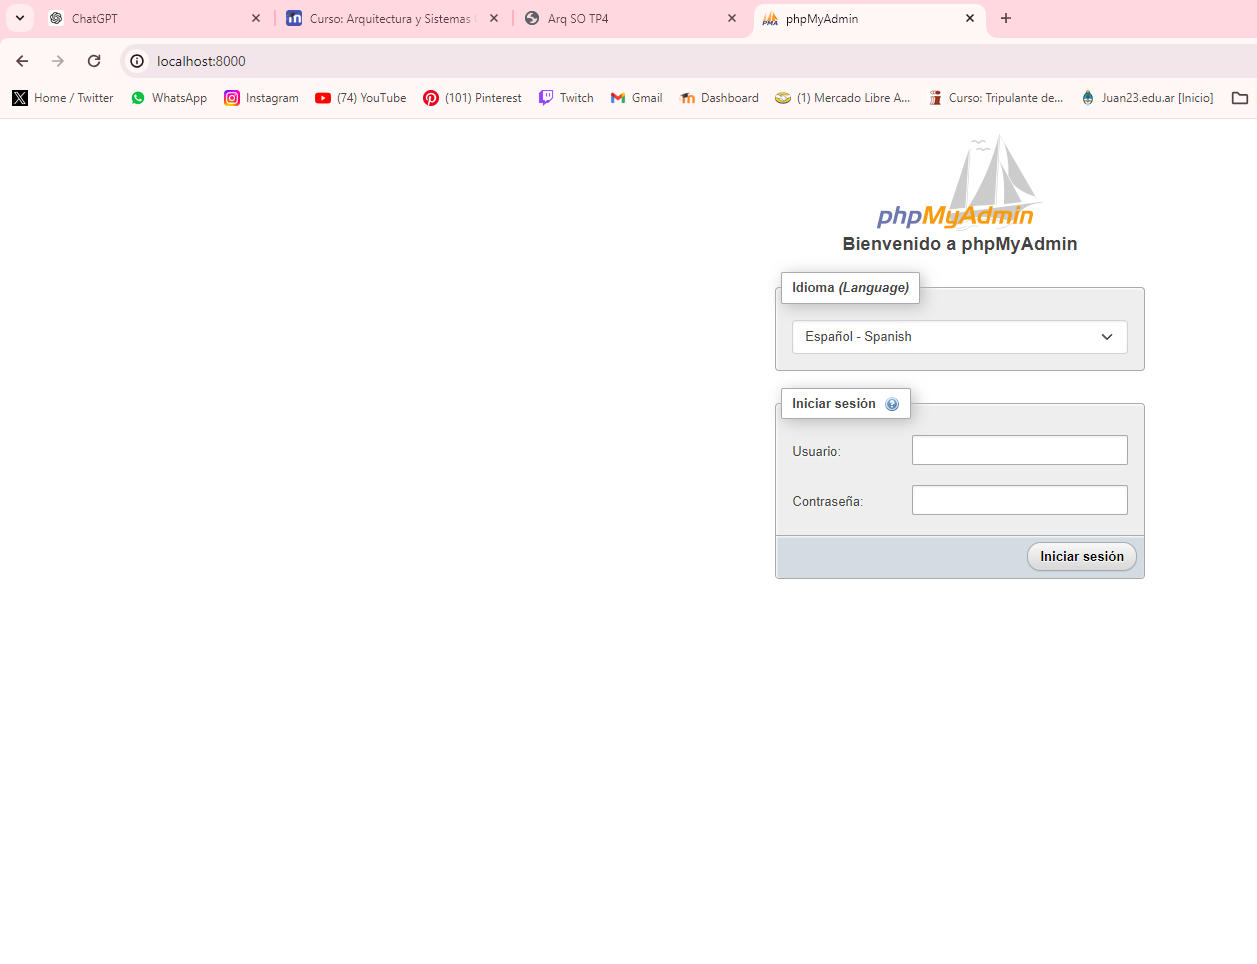 ChatGPT
Curso: Arquitectura y Sistemas
Arq SO TP4
phpMyAdmin
localhost:8000
Home / Twitter
WhatsApp
Instagram
(74) YouTube
(101) Pinterest
Twitch
Gmail
Dashboard
(1) Mercado Libre A...
Curso: Tripulante de...
Juan23.edu.ar [Inicio]
phpMyAdmin
Bienvenido a phpMyAdmin
Idioma (Language)
Español - Spanish
Iniciar sesión
Usuario:
Contraseña:
Iniciar sesión